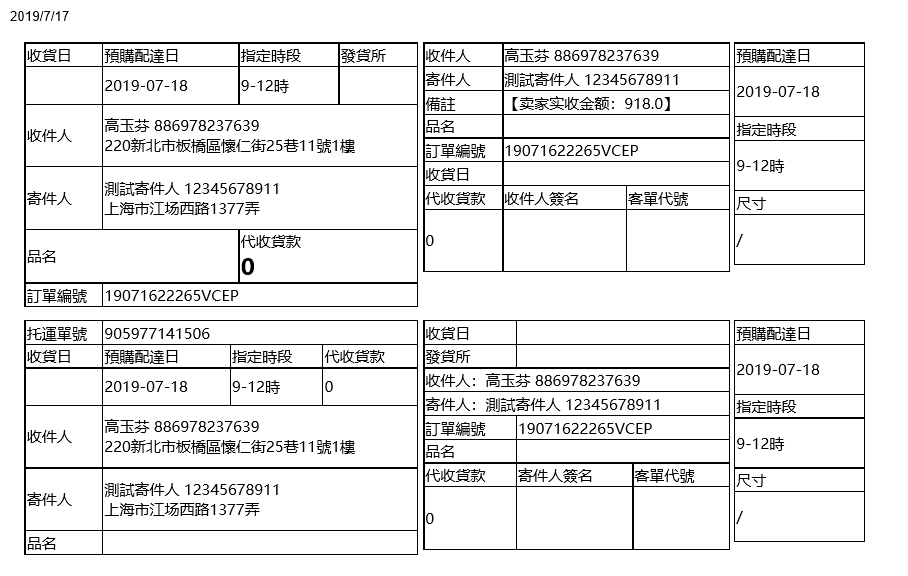 2019/7/17
收貨日 預購配達日 指定時段 發貨所
2019-07-18 9-12時
收件人 高玉芬 886978237639
220新北市板橋區懷仁街25巷11號1樓
寄件人 測試寄件人 12345678911
上海市江场西路1377弄
品名 代收貨款
0
訂單編號 19071622265VCEP
收件人 高玉芬 886978237639
寄件人 測試寄件人 12345678911
備註 【卖家实收金额：918.0】
品名
訂單編號 19071622265VCEP
收貨日
代收貨款 收件人簽名 客單代號
0
預購配達日
2019-07-18
指定時段
9-12時
尺寸
/
托運單號 905977141506
收貨日 預購配達日 指定時段 代收貨款
2019-07-18 9-12時 0
收件人 高玉芬 886978237639
220新北市板橋區懷仁街25巷11號1樓
寄件人 測試寄件人 12345678911
上海市江场西路1377弄
品名
收貨日
發貨所
收件人：高玉芬 886978237639
寄件人：測試寄件人 12345678911
訂單編號 19071622265VCEP
品名
代收貨款 寄件人簽名 客單代號
0
預購配達日
2019-07-18
指定時段
9-12時
尺寸
/